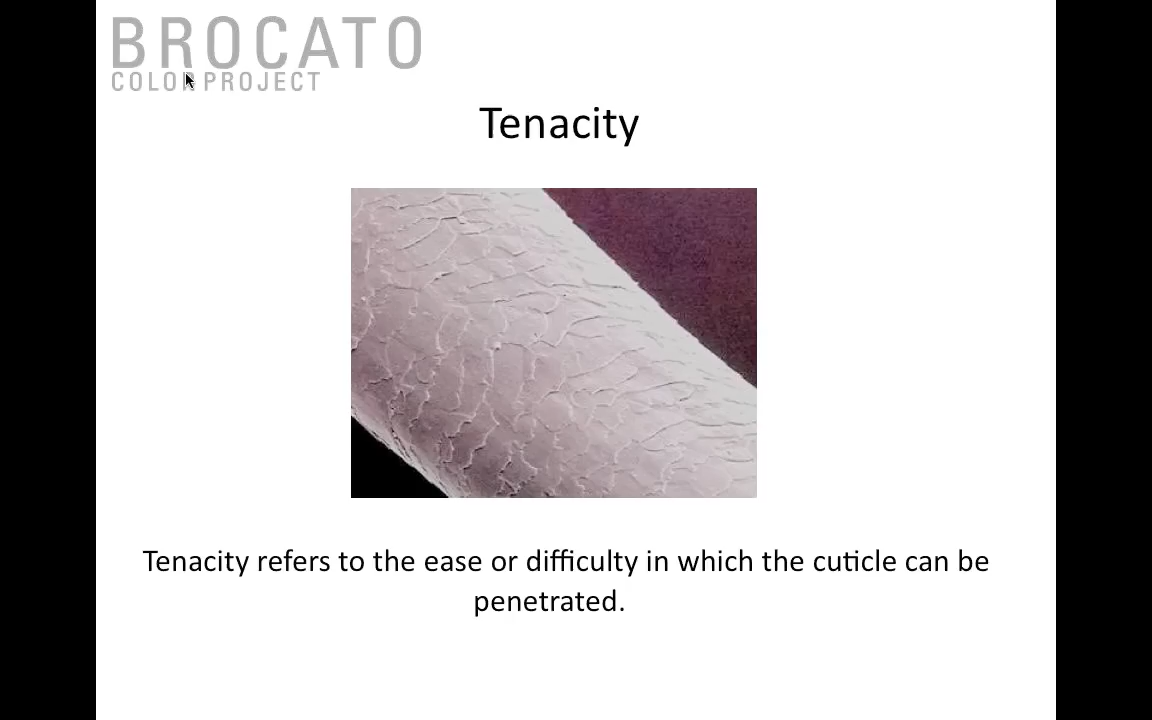 BROCATO
COLOR PROJECT
Tenacity
Tenacity refers to the ease or difficulty in which the cuticle can be
penetrated.